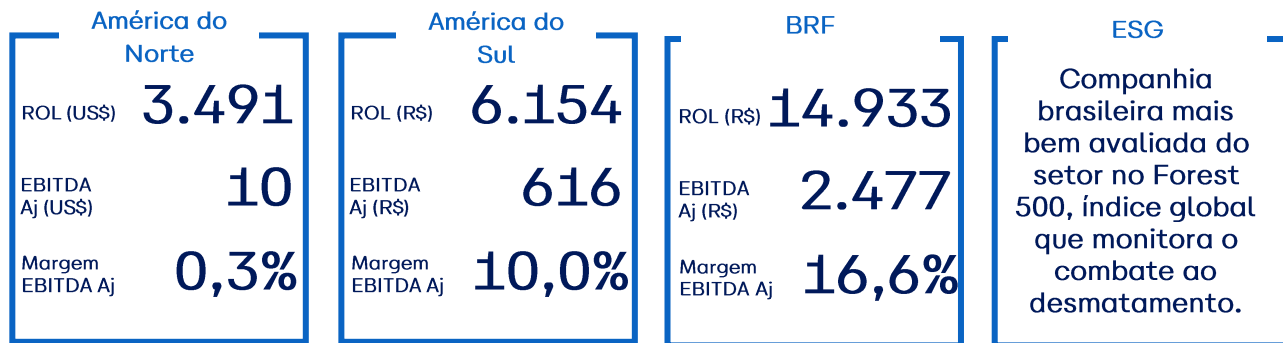 América do
Norte
ROL (US$) 3.491
EBITDA
Aj (US$) 10
Margem
EBITDA Aj 0,3%
América do
Sul
ROL (R$) 6.154
EBITDA
Aj (R$) 616
Margem
EBITDA Aj 10,0%
BRF
ROL (R$) 14.933
EBITDA
Aj (R$) 2.477
Margem
EBITDA Aj 16,6%
ESG
Companhia
brasileira mais
bem avaliada do
setor no Forest
500, índice global
que monitora o
combate ao
desmatamento.